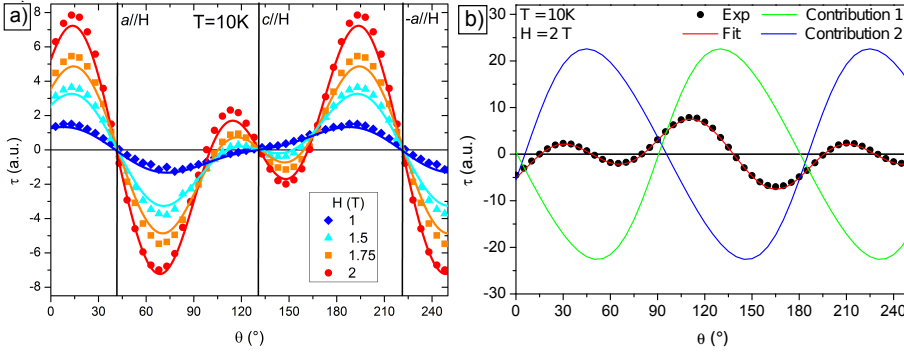 a)
a//H
T=10K
c//H
-a//H
8
6
4
2
0
-2
-4
-6
-8
τ (a.u.)
H (T)
1
1.5
1.75
2
0 30 60 90 120 150 180 210 240
θ (°)
b)
T = 10K
H = 2 T
Exp
Fit
Contribution 1
Contribution 2
30
20
10
0
-10
-20
-30
τ (a.u.)
0 30 60 90 120 150 180 210 240
θ (°)